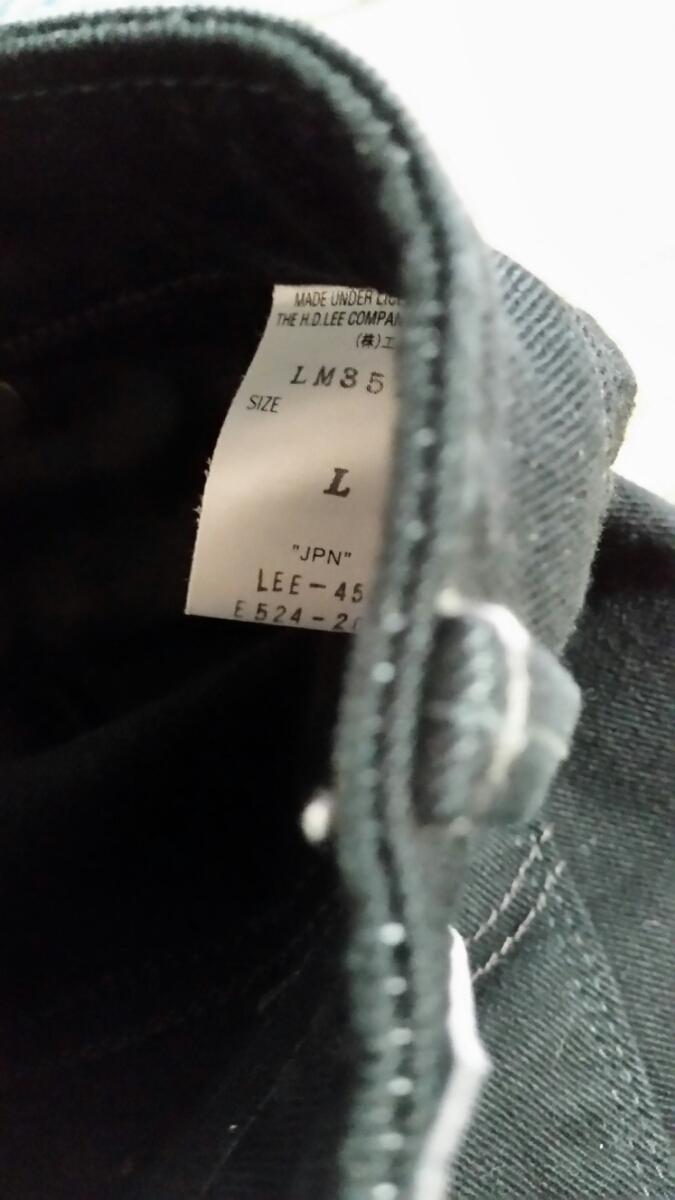 MADE UNDER LIC
THE H.D.LEE COMPAN
(株)エ
LM35
SIZE
L
"JPN"
LEE-45
E524-2